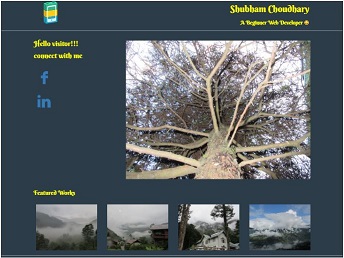 Shubham Choudhary
A Beginner Web Developer ☺
Hello visitor!!!
connect with me
f
in
Featured Works